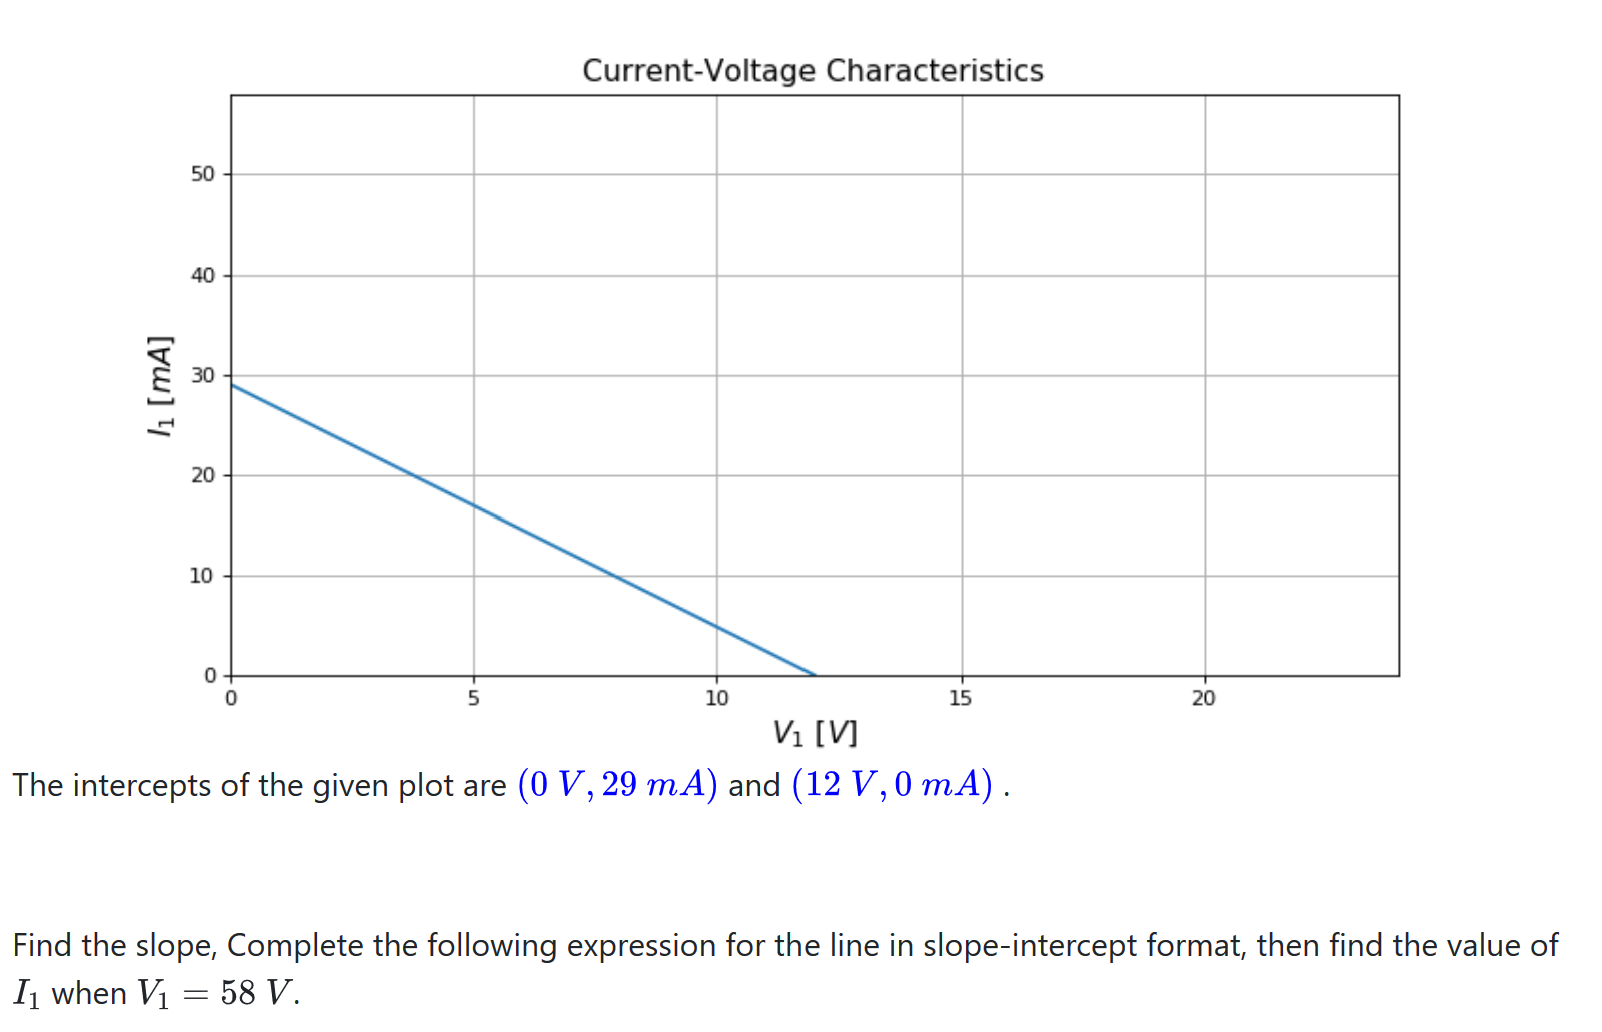 Current-Voltage Characteristics
50
40
30
20
10
0
I₁ [mA]
0 5 10 15 20
V₁ [V]
The intercepts of the given plot are (0 V, 29 mA) and (12 V, 0 mA) .
Find the slope, Complete the following expression for the line in slope-intercept format, then find the value of
I₁ when V₁ = 58 V.